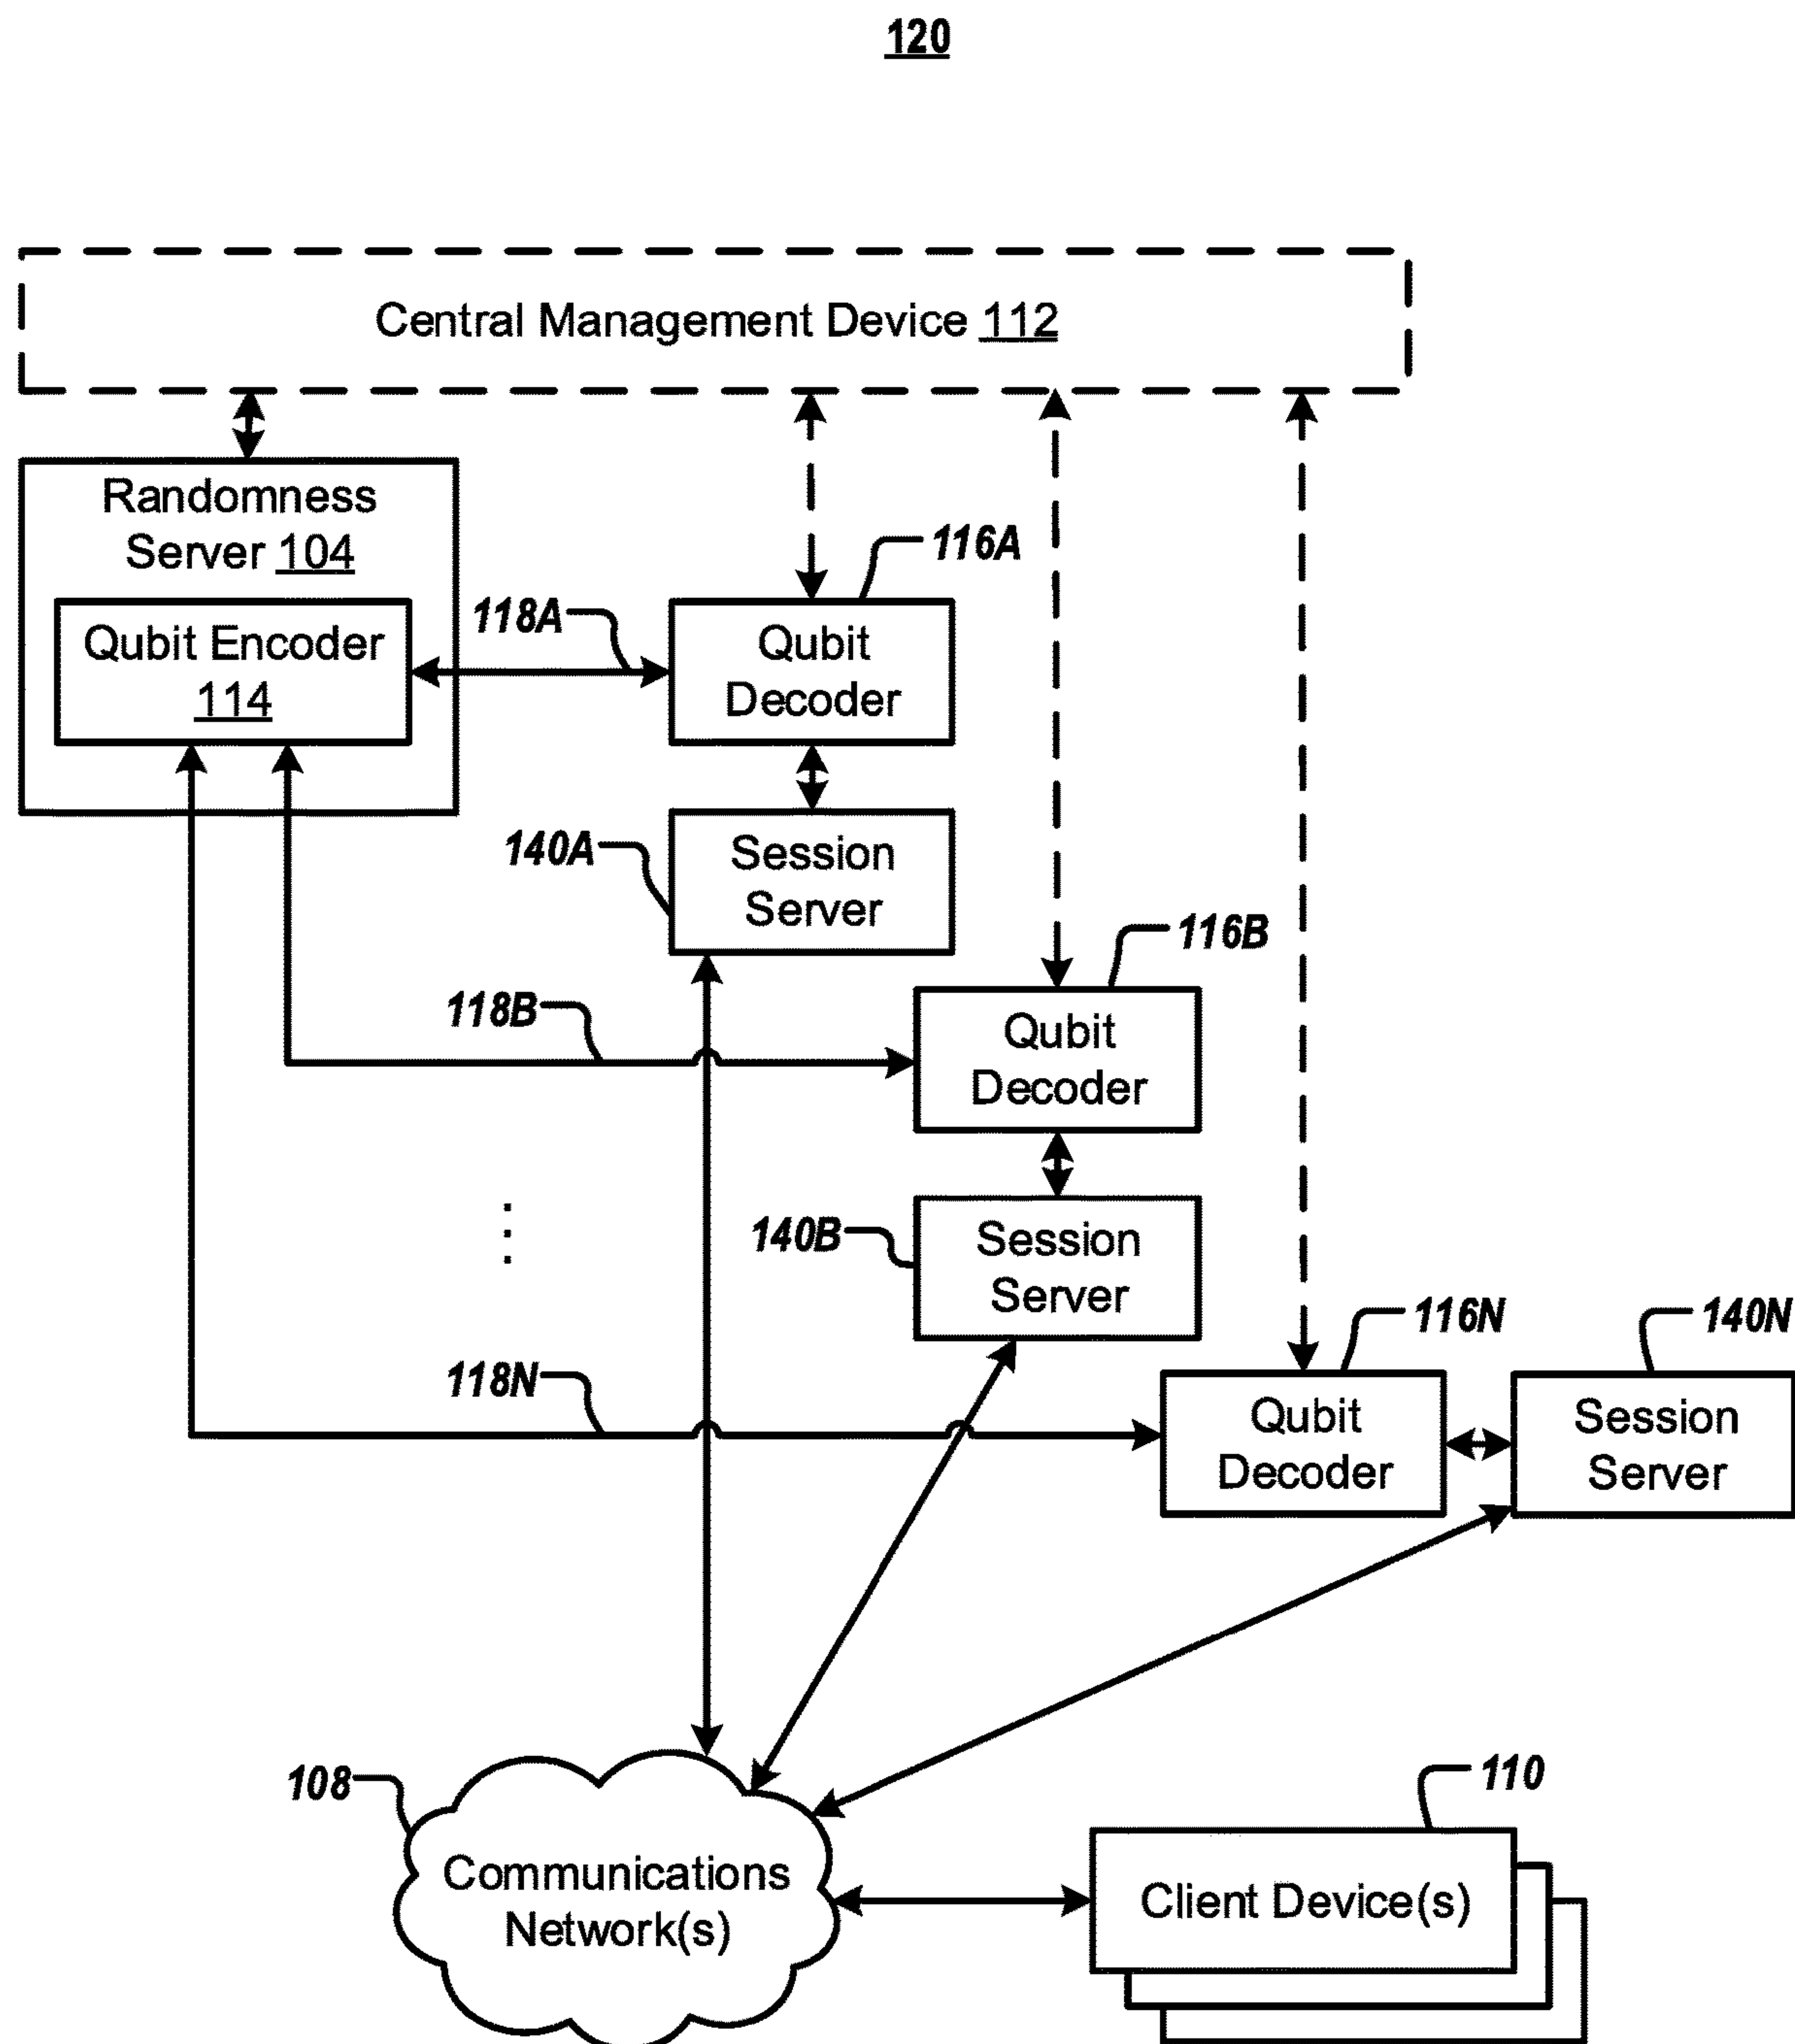 120
Central Management Device 112
Randomness
Server 104
116A
118A
Qubit Encoder
114
Qubit
Decoder
140A
Session
Server
116B
118B
Qubit
Decoder
⋮
140B
Session
Server
116N
140N
118N
Qubit
Decoder
Session
Server
108
110
Communications
Network(s)
Client Device(s)